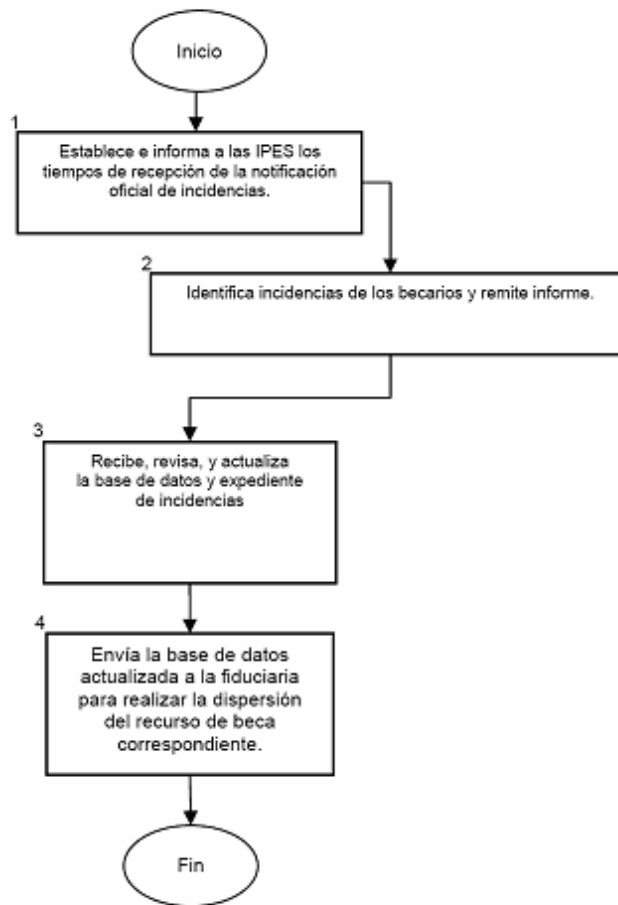 Inicio
1
Establece e informa a las IPES los
tiempos de recepción de la notificación
oficial de incidencias.
2
Identifica incidencias de los becarios y remite informe.
3
Recibe, revisa, y actualiza
la base de datos y expediente
de incidencias
4
Envía la base de datos
actualizada a la fiduciaria
para realizar la dispersión
del recurso de beca
correspondiente.
Fin